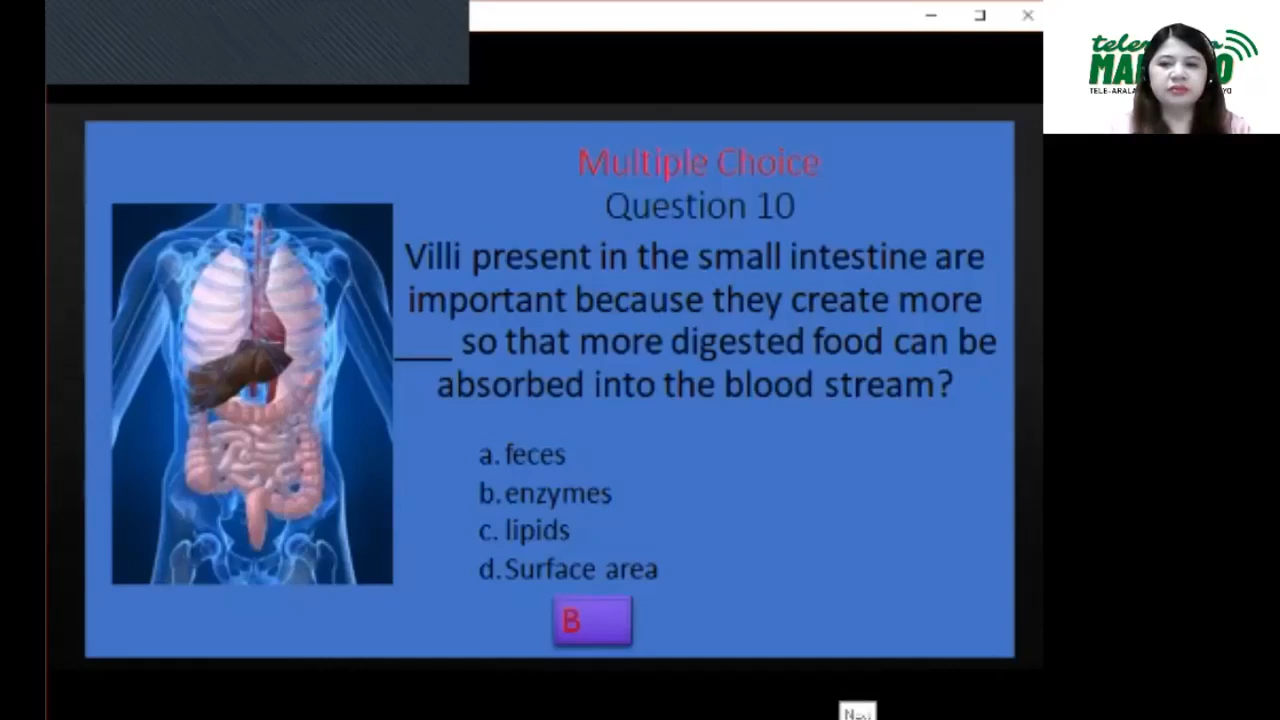 Multiple Choice
Question 10
Villi present in the small intestine are
important because they create more
____ so that more digested food can be
absorbed into the blood stream?
a. feces
b. enzymes
c. lipids
d. Surface area
B